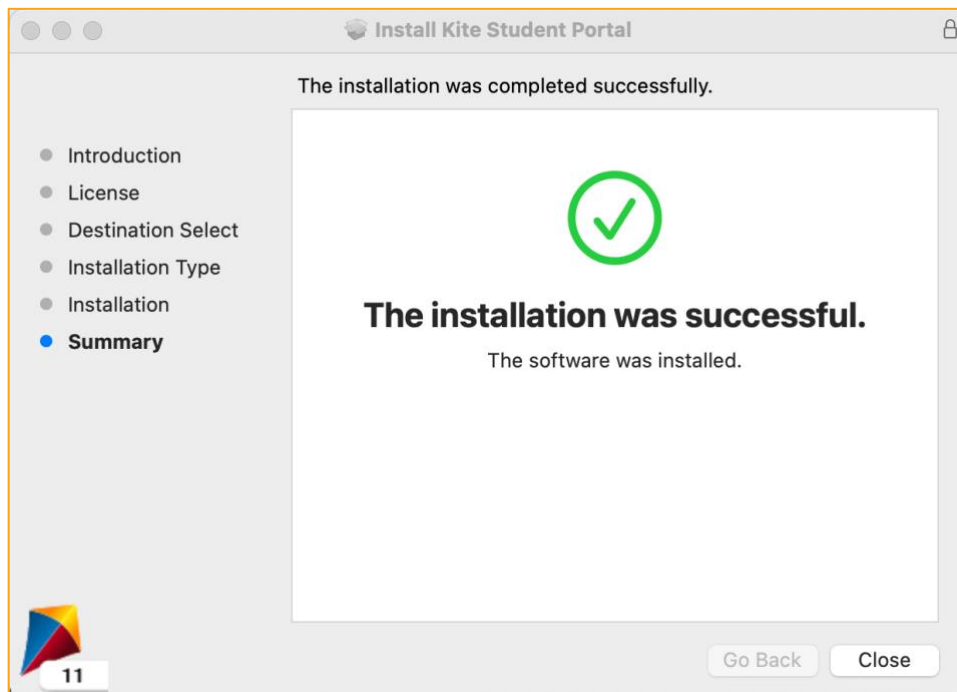 Install Kite Student Portal
The installation was completed successfully.
Introduction
License
Destination Select
Installation Type
Installation
Summary
The installation was successful.
The software was installed.
11
Go Back
Close